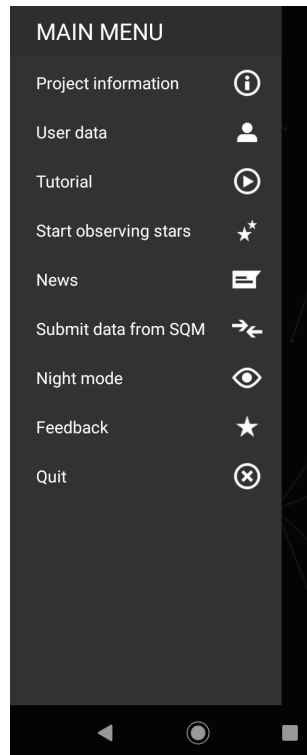 MAIN MENU
Project information
User data
Tutorial
Start observing stars
News
Submit data from SQM
Night mode
Feedback
Quit